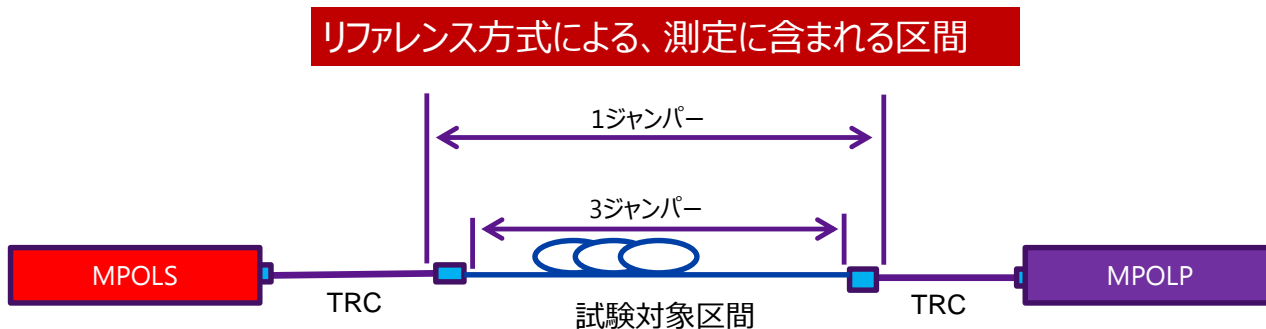 リファレンス方式による、測定に含まれる区間
1ジャンパー
3ジャンパー
MPOLS
MPOLP
TRC
TRC
試験対象区間